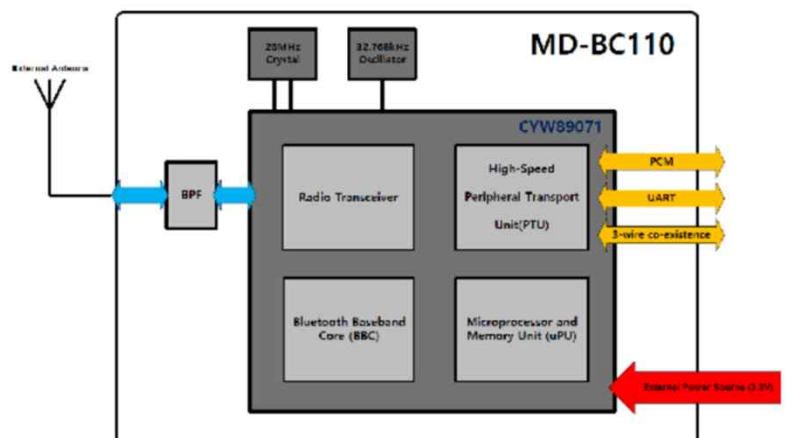 MD-BC110
External Antenna
26MHz
Crystal
32.768kHz
Oscillator
CYW89071
BPF
Radio Transceiver
High-Speed
Peripheral Transport
Unit(PTU)
PCM
UART
3-wire co-existence
Bluetooth Baseband
Core (BBC)
Microprocessor and
Memory Unit (uPU)
External Power Source (3.3V)